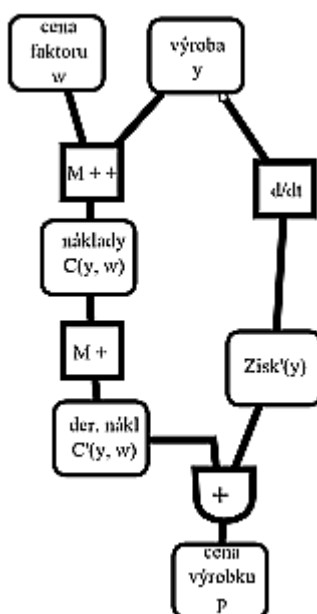 cena
faktoru
w
výroba
y
M + +
d/dt
náklady
C(y, w)
M +
Zisk'(y)
der. nákl
C'(y, w)
+
cena
výrobku
p